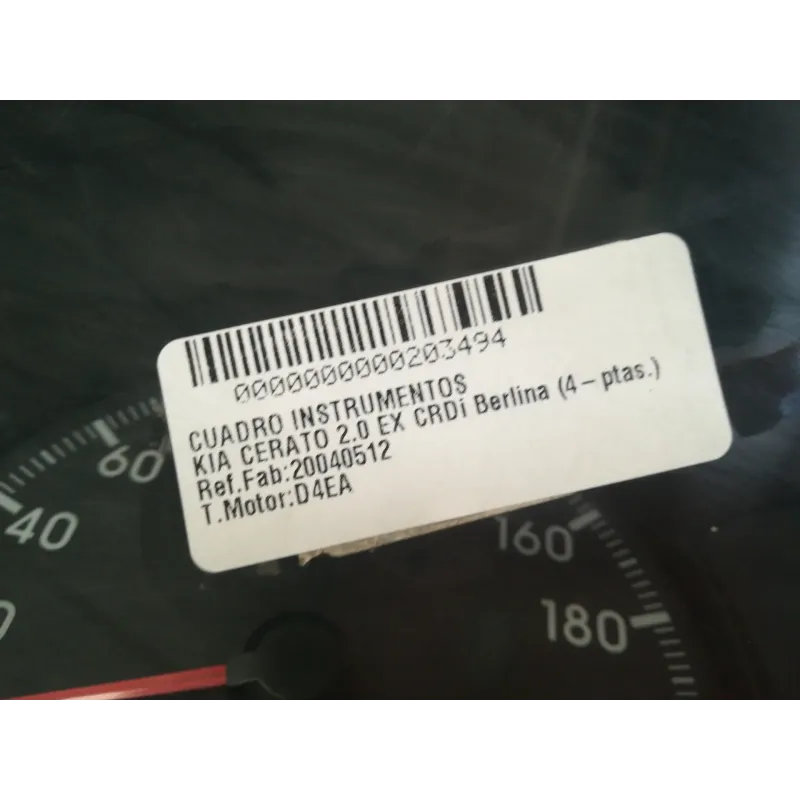 0000000000203494
CUADRO INSTRUMENTOS
KIA CERATO 2.0 EX CRDi Berlina (4-ptas.)
Ref.Fab:20040512
T.Motor:D4EA
60
40
160
180